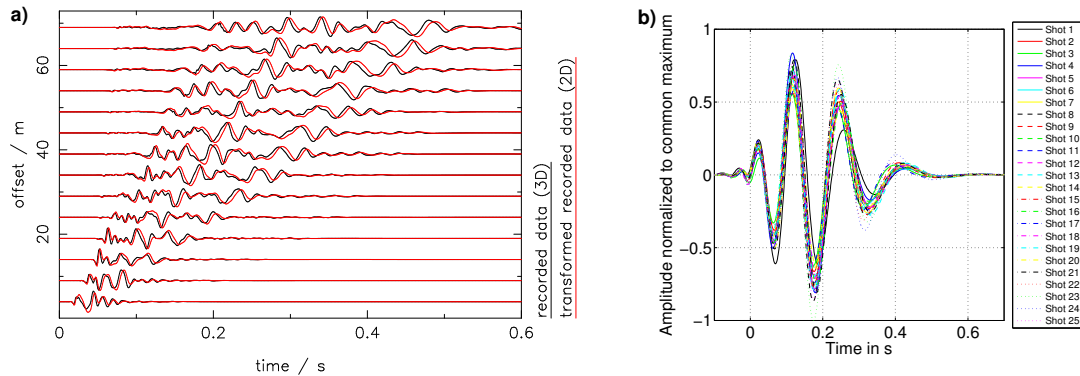 a)
offset / m
60
40
20
0
0.2
0.4
0.6
time / s
recorded data (3D)
transformed recorded data (2D)
b)
Amplitude normalized to common maximum
1
0.5
0
−0.5
−1
0
0.2
0.4
0.6
Time in s
Shot 1
Shot 2
Shot 3
Shot 4
Shot 5
Shot 6
Shot 7
Shot 8
Shot 9
Shot 10
Shot 11
Shot 12
Shot 13
Shot 14
Shot 15
Shot 16
Shot 17
Shot 18
Shot 19
Shot 20
Shot 21
Shot 22
Shot 23
Shot 24
Shot 25